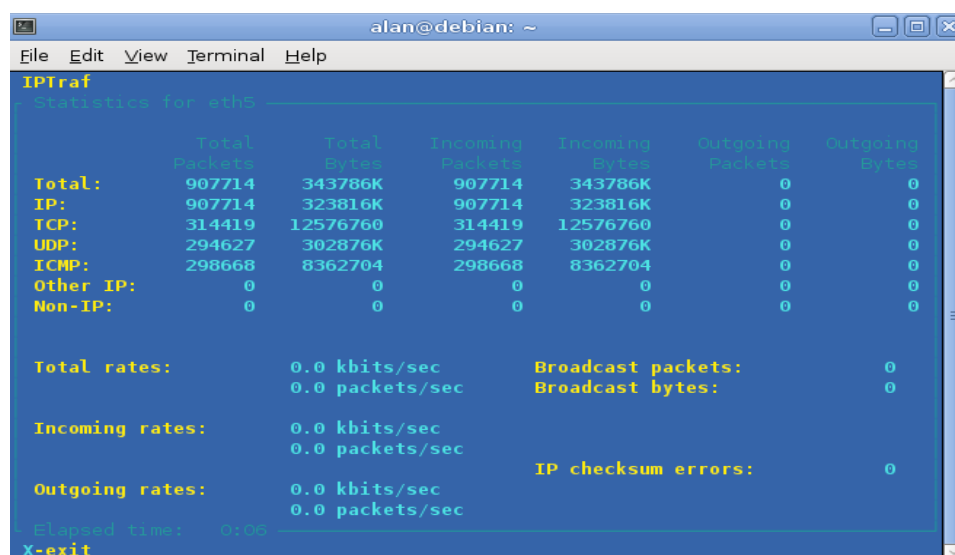 alan@debian: ~
File Edit View Terminal Help
IPTraf
Statistics for eth5
Total Total Incoming Incoming Outgoing Outgoing
Packets Bytes Packets Bytes Packets Bytes
Total: 907714 343786K 907714 343786K 0 0
IP: 907714 323816K 907714 323816K 0 0
TCP: 314419 12576760 314419 12576760 0 0
UDP: 294627 302876K 294627 302876K 0 0
ICMP: 298668 8362704 298668 8362704 0 0
Other IP: 0 0 0 0 0 0
Non-IP: 0 0 0 0 0 0
Total rates: 0.0 kbits/sec Broadcast packets: 0
0.0 packets/sec Broadcast bytes: 0
Incoming rates: 0.0 kbits/sec
0.0 packets/sec
IP checksum errors: 0
Outgoing rates: 0.0 kbits/sec
0.0 packets/sec
Elapsed time: 0:06
X-exit